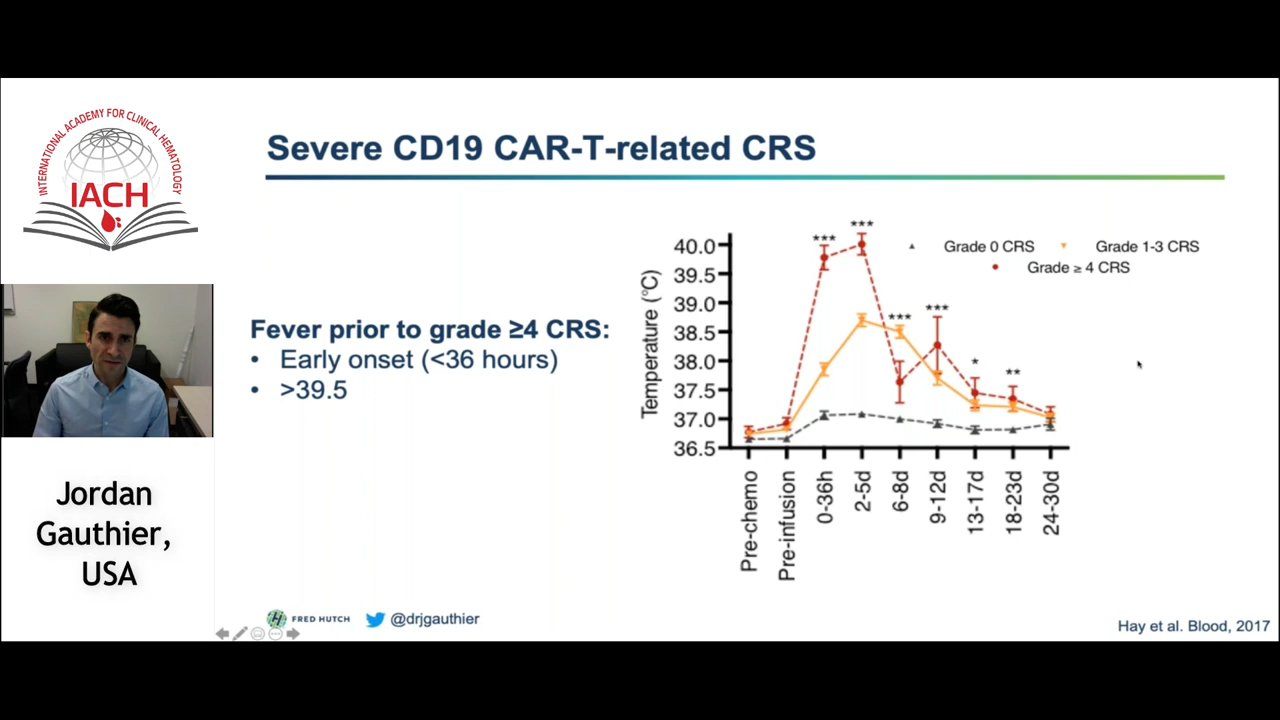 INTERNATIONAL ACADEMY FOR CLINICAL HEMATOLOGY
IACH
Jordan
Gauthier,
USA
Severe CD19 CAR-T-related CRS
Fever prior to grade ≥4 CRS:
• Early onset (<36 hours)
• >39.5
Temperature (°C)
40.0
39.5
39.0
38.5
38.0
37.5
37.0
36.5
***
***
***
***
*
**
Grade 0 CRS
Grade 1-3 CRS
Grade ≥ 4 CRS
Pre-chemo
Pre-infusion
0-36h
2-5d
6-8d
9-12d
13-17d
18-23d
24-30d
FRED HUTCH
@drjgauthier
Hay et al. Blood, 2017